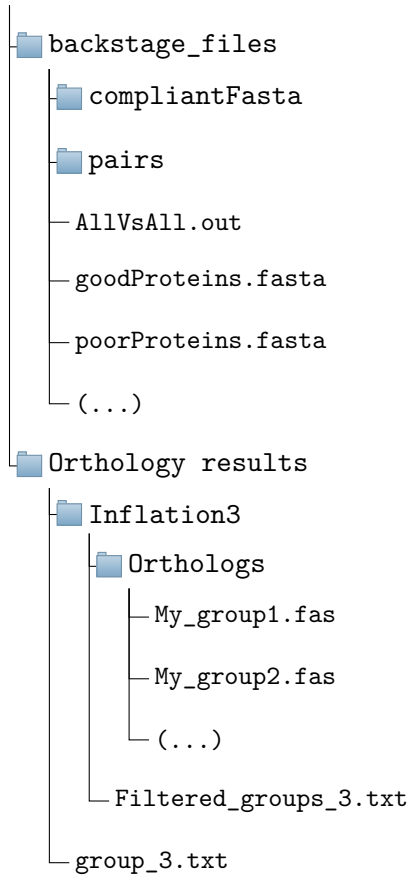 backstage_files
compliantFasta
pairs
AllVsAll.out
goodProteins.fasta
poorProteins.fasta
(...)
Orthology results
Inflation3
Orthologs
My_group1.fas
My_group2.fas
(...)
Filtered_groups_3.txt
group_3.txt